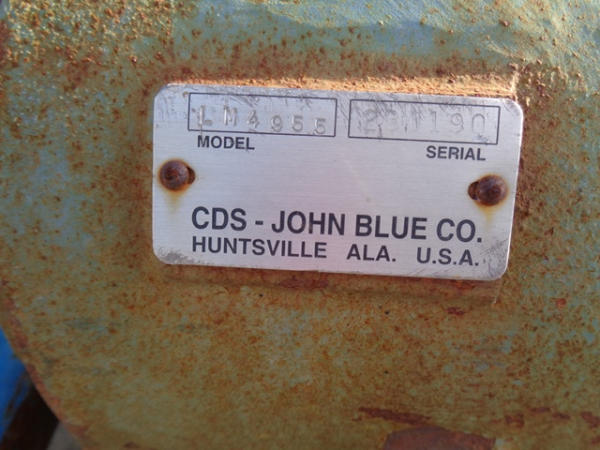 LM4955
MODEL SERIAL
CDS - JOHN BLUE CO.
HUNTSVILLE ALA. U.S.A.